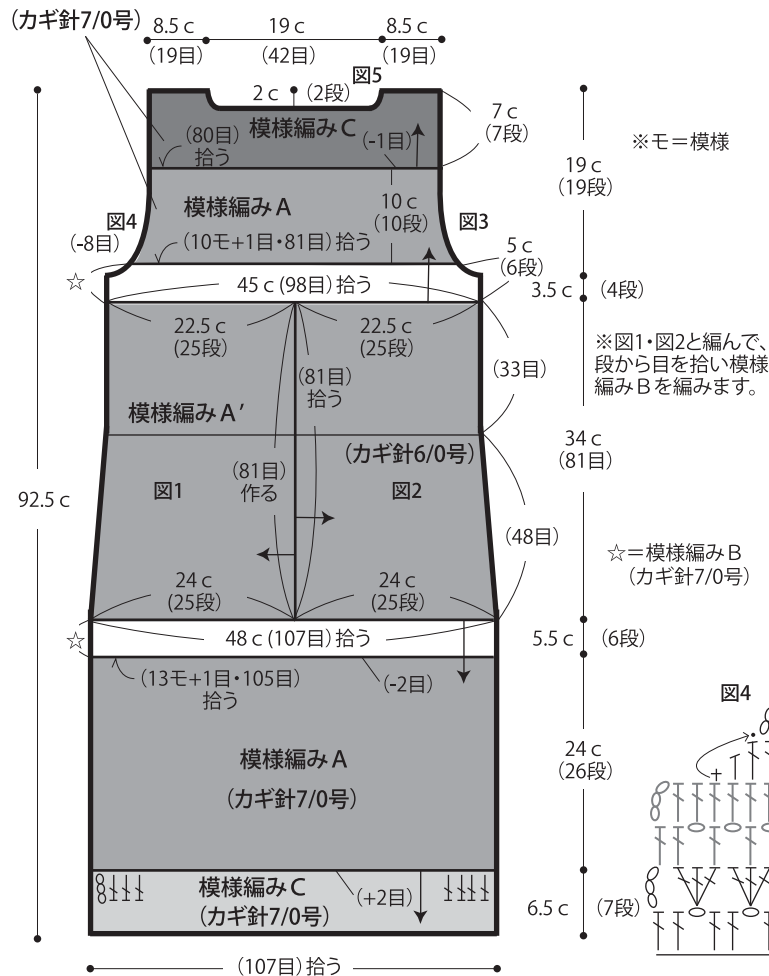 (カギ針7/0号)
8.5 c
19 c
8.5 c
(19目)
(42目)
(19目)
図5
2 c
(2段)
7 c
(7段)
模様編みC
(80目)
拾う
(-1目)
※モ=模様
19 c
(19段)
10 c
(10段)
模様編みA
図4
図3
(-8目)
(10モ+1目・81目) 拾う
5 c
(6段)
☆
45 c (98目) 拾う
3.5 c
(4段)
22.5 c
(25段)
22.5 c
(25段)
※図1・図2と編んで、
段から目を拾い模様
編みBを編みます。
(81目)
拾う
(33目)
模様編みA'
(カギ針6/0号)
34 c
(81目)
(81目)
作る
92.5 c
図1
図2
(48目)
☆=模様編みB
(カギ針7/0号)
24 c
(25段)
24 c
(25段)
☆
48 c (107目) 拾う
5.5 c
(6段)
(13モ+1目・105目)
拾う
(-2目)
図4
模様編みA
(カギ針7/0号)
24 c
(26段)
模様編みC
(カギ針7/0号)
(+2目)
6.5 c
(7段)
(107目) 拾う